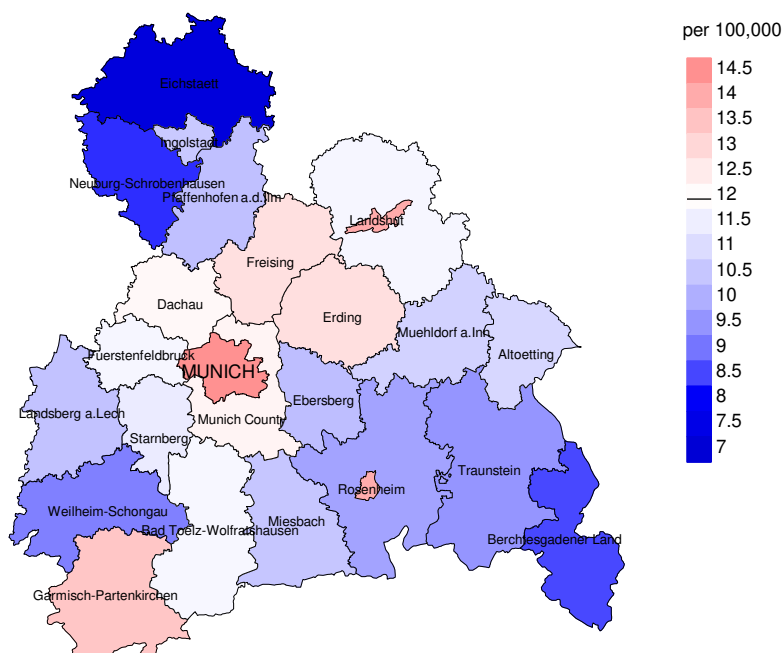 per 100,000
14.5
14
13.5
13
12.5
12
11.5
11
10.5
10
9.5
9
8.5
8
7.5
7
Eichstaett
Ingolstadt
Neuburg-Schrobenhausen
Pfaffenhofen a.d.Ilm
Landshut
Freising
Dachau
Erding
Muehldorf a.Inn
Altoetting
Fuerstenfeldbruck
MUNICH
Ebersberg
Landsberg a.Lech
Munich County
Starnberg
Traunstein
Rosenheim
Weilheim-Schongau
Miesbach
Bad Toelz-Wolfratshausen
Berchtesgadener Land
Garmisch-Partenkirchen